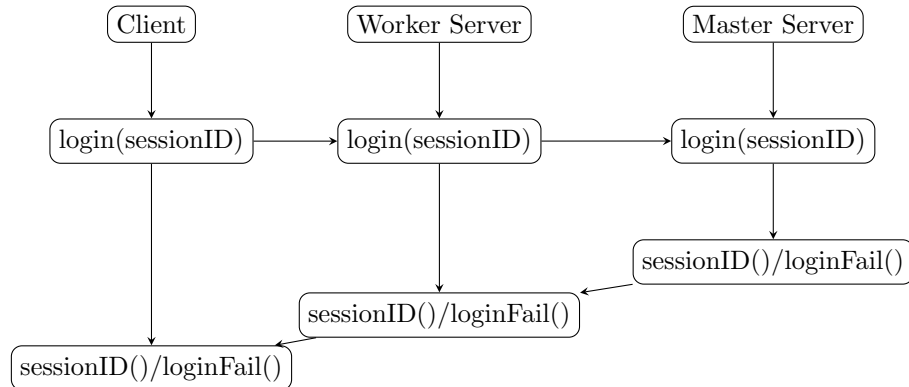 Client
Worker Server
Master Server
login(sessionID)
login(sessionID)
login(sessionID)
sessionID()/loginFail()
sessionID()/loginFail()
sessionID()/loginFail()